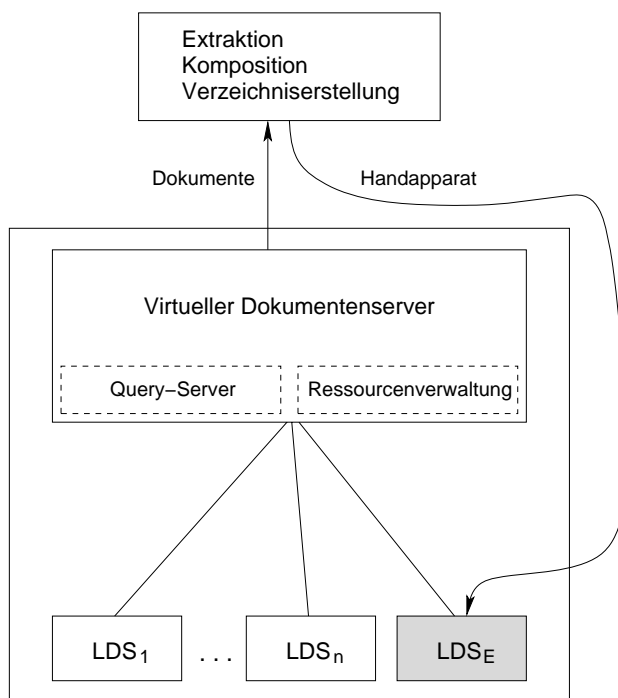 Extraktion
Komposition
Verzeichniserstellung
Dokumente
Handapparat
Virtueller Dokumentenserver
Query−Server
Ressourcenverwaltung
LDS1 . . . LDSn LDSE